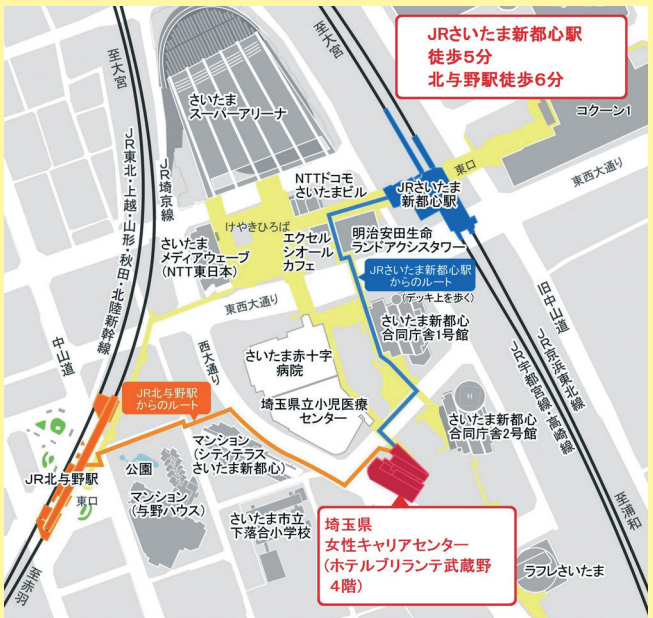 JRさいたま新都心駅
徒歩5分
北与野駅徒歩6分
至大宮
至大宮
さいたま
スーパーアリーナ
コクーン1
JR東北・上越・山形・秋田・北陸新幹線
JR埼京線
NTTドコモ
さいたまビル
東口
JRさいたま
新都心駅
東西大通り
けやきひろば
さいたま
メディアウェーブ
(NTT東日本)
エクセル
シオール
カフェ
明治安田生命
ランドアクシスタワー
JRさいたま新都心駅
からのルート
(デッキ上を歩く)
旧中山道
東西大通り
中山道
西大通り
さいたま新都心
合同庁舎1号館
JR京浜東北線
JR宇都宮線・高崎線
さいたま赤十字
病院
JR北与野駅
からのルート
埼玉県立小児医療
センター
H
さいたま新都心
合同庁舎2号館
マンション
(シティテラス
さいたま新都心)
JR北与野駅
公園
東口
マンション
(与野ハウス)
さいたま市立
下落合小学校
至浦和
埼玉県
女性キャリアセンター
(ホテルブリランテ武蔵野
4階)
ラフレさいたま
至赤羽